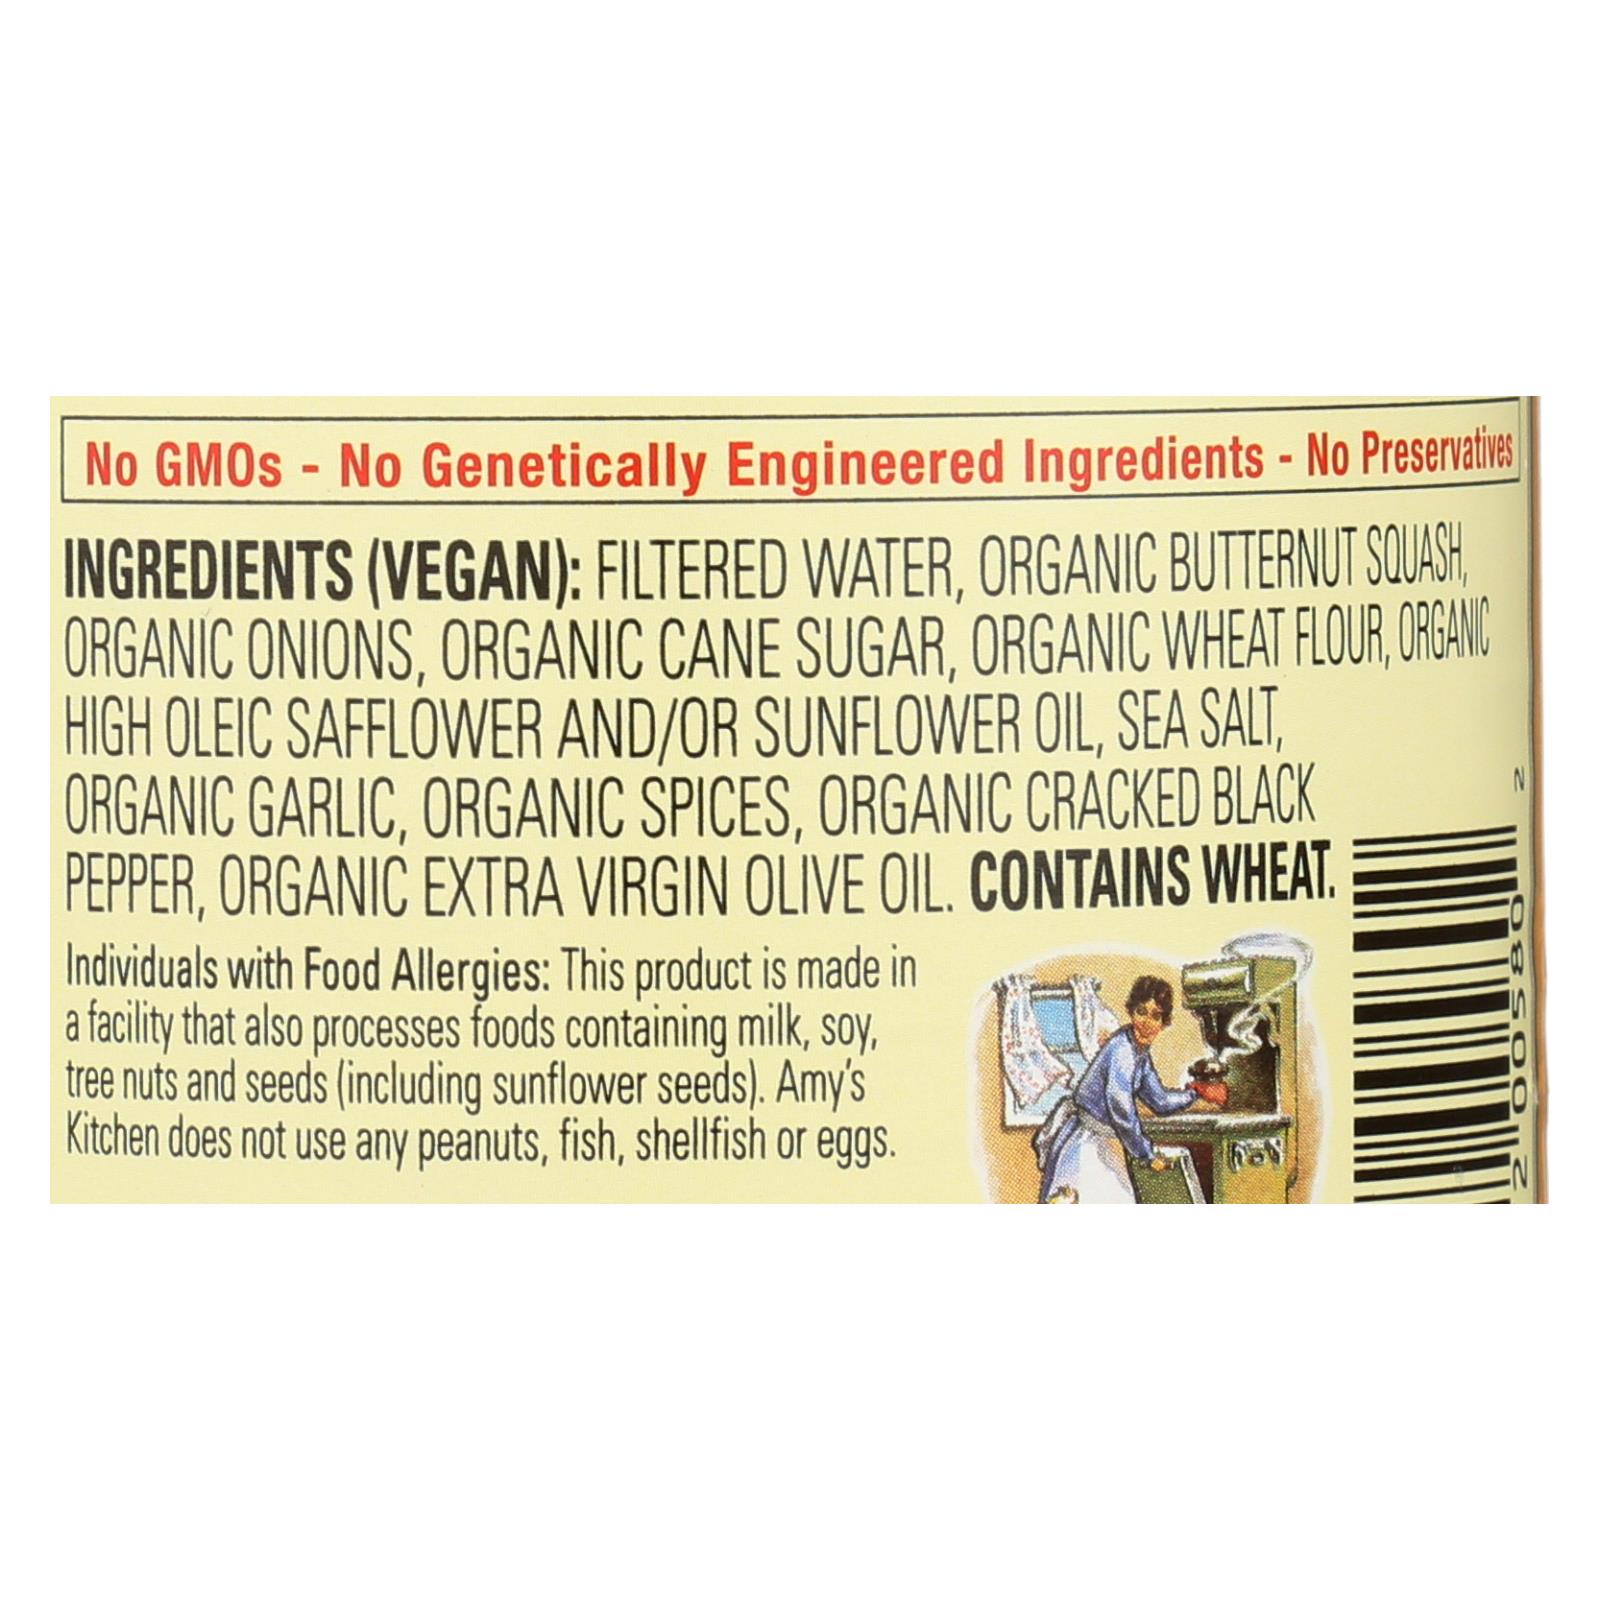 No GMOs - No Genetically Engineered Ingredients - No Preservatives
INGREDIENTS (VEGAN): FILTERED WATER, ORGANIC BUTTERNUT SQUASH,
ORGANIC ONIONS, ORGANIC CANE SUGAR, ORGANIC WHEAT FLOUR, ORGANIC
HIGH OLEIC SAFFLOWER AND/OR SUNFLOWER OIL, SEA SALT,
ORGANIC GARLIC, ORGANIC SPICES, ORGANIC CRACKED BLACK
PEPPER, ORGANIC EXTRA VIRGIN OLIVE OIL. CONTAINS WHEAT.
Individuals with Food Allergies: This product is made in
a facility that also processes foods containing milk, soy,
tree nuts and seeds (including sunflower seeds). Amy's
Kitchen does not use any peanuts, fish, shellfish or eggs.
2 00580 2